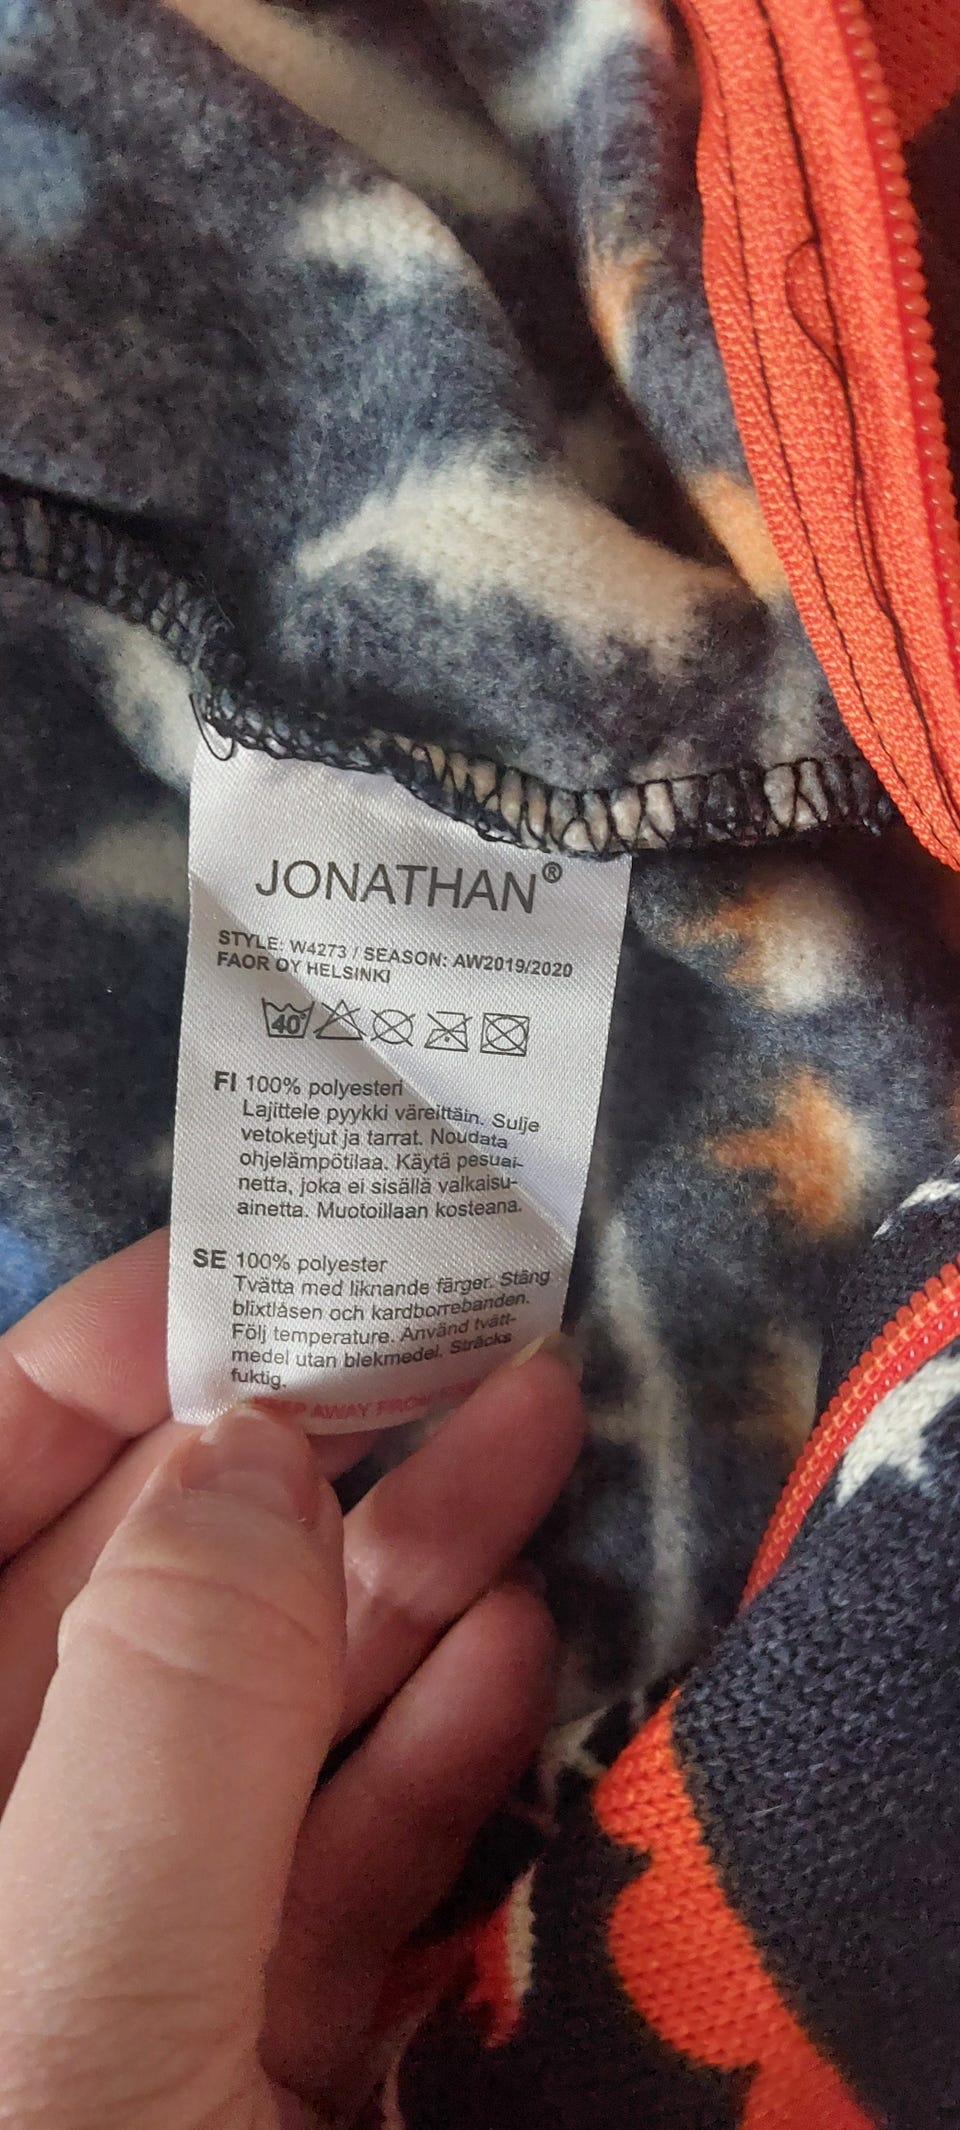 JONATHAN®
STYLE: W4273 / SEASON: AW2019/2020
FAOR OY HELSINKI
40°
FI 100% polyesteri
Lajittele pyykki väreittäin. Sulje
vetoketjut ja tarrat. Noudata
ohjelämpötilaa. Käytä pesuai-
netta, joka ei sisällä valkaisu-
ainetta. Muotoillaan kosteana.
SE 100% polyester
Tvätta med liknande färger. Stäng
blixtlåsen och kardborrebanden.
Följ temperature. Använd tvätt-
medel utan blekmedel. Sträcks
fuktig.
AWAY FROM